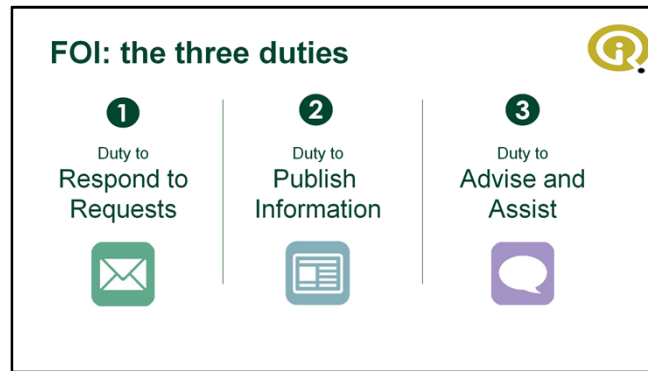 FOI: the three duties
1
Duty to
Respond to
Requests
2
Duty to
Publish
Information
3
Duty to
Advise and
Assist